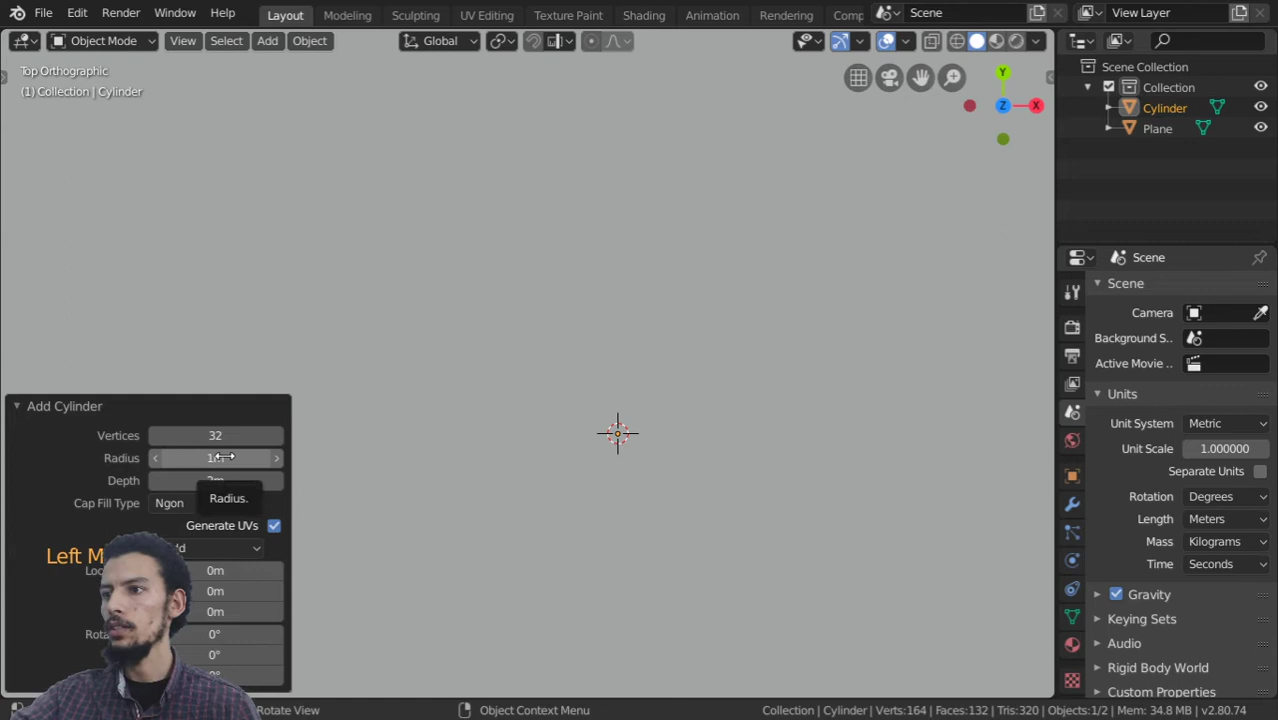 File Edit Render Window Help Layout Modeling Sculpting UV Editing Texture Paint Shading Animation Rendering Comp Scene View Layer
Object Mode View Select Add Object Global
Top Orthographic
(1) Collection | Cylinder
Y
Z X
Scene Collection
Collection
Cylinder
Plane
Scene
Scene
Camera
Background S..
Active Movie ..
Units
Unit System Metric
Unit Scale 1.000000
Separate Units
Rotation Degrees
Length Meters
Mass Kilograms
Time Seconds
Gravity
Keying Sets
Audio
Rigid Body World
Custom Properties
Add Cylinder
Vertices 32
Radius
Depth
Cap Fill Type Ngon
Radius.
Generate UVs
Left M
0m
0m
0m
0°
0°
Rotate View Object Context Menu Collection | Cylinder | Verts:164 | Faces:132 | Tris:320 | Objects:1/2 | Mem: 34.8 MB | v2.80.74